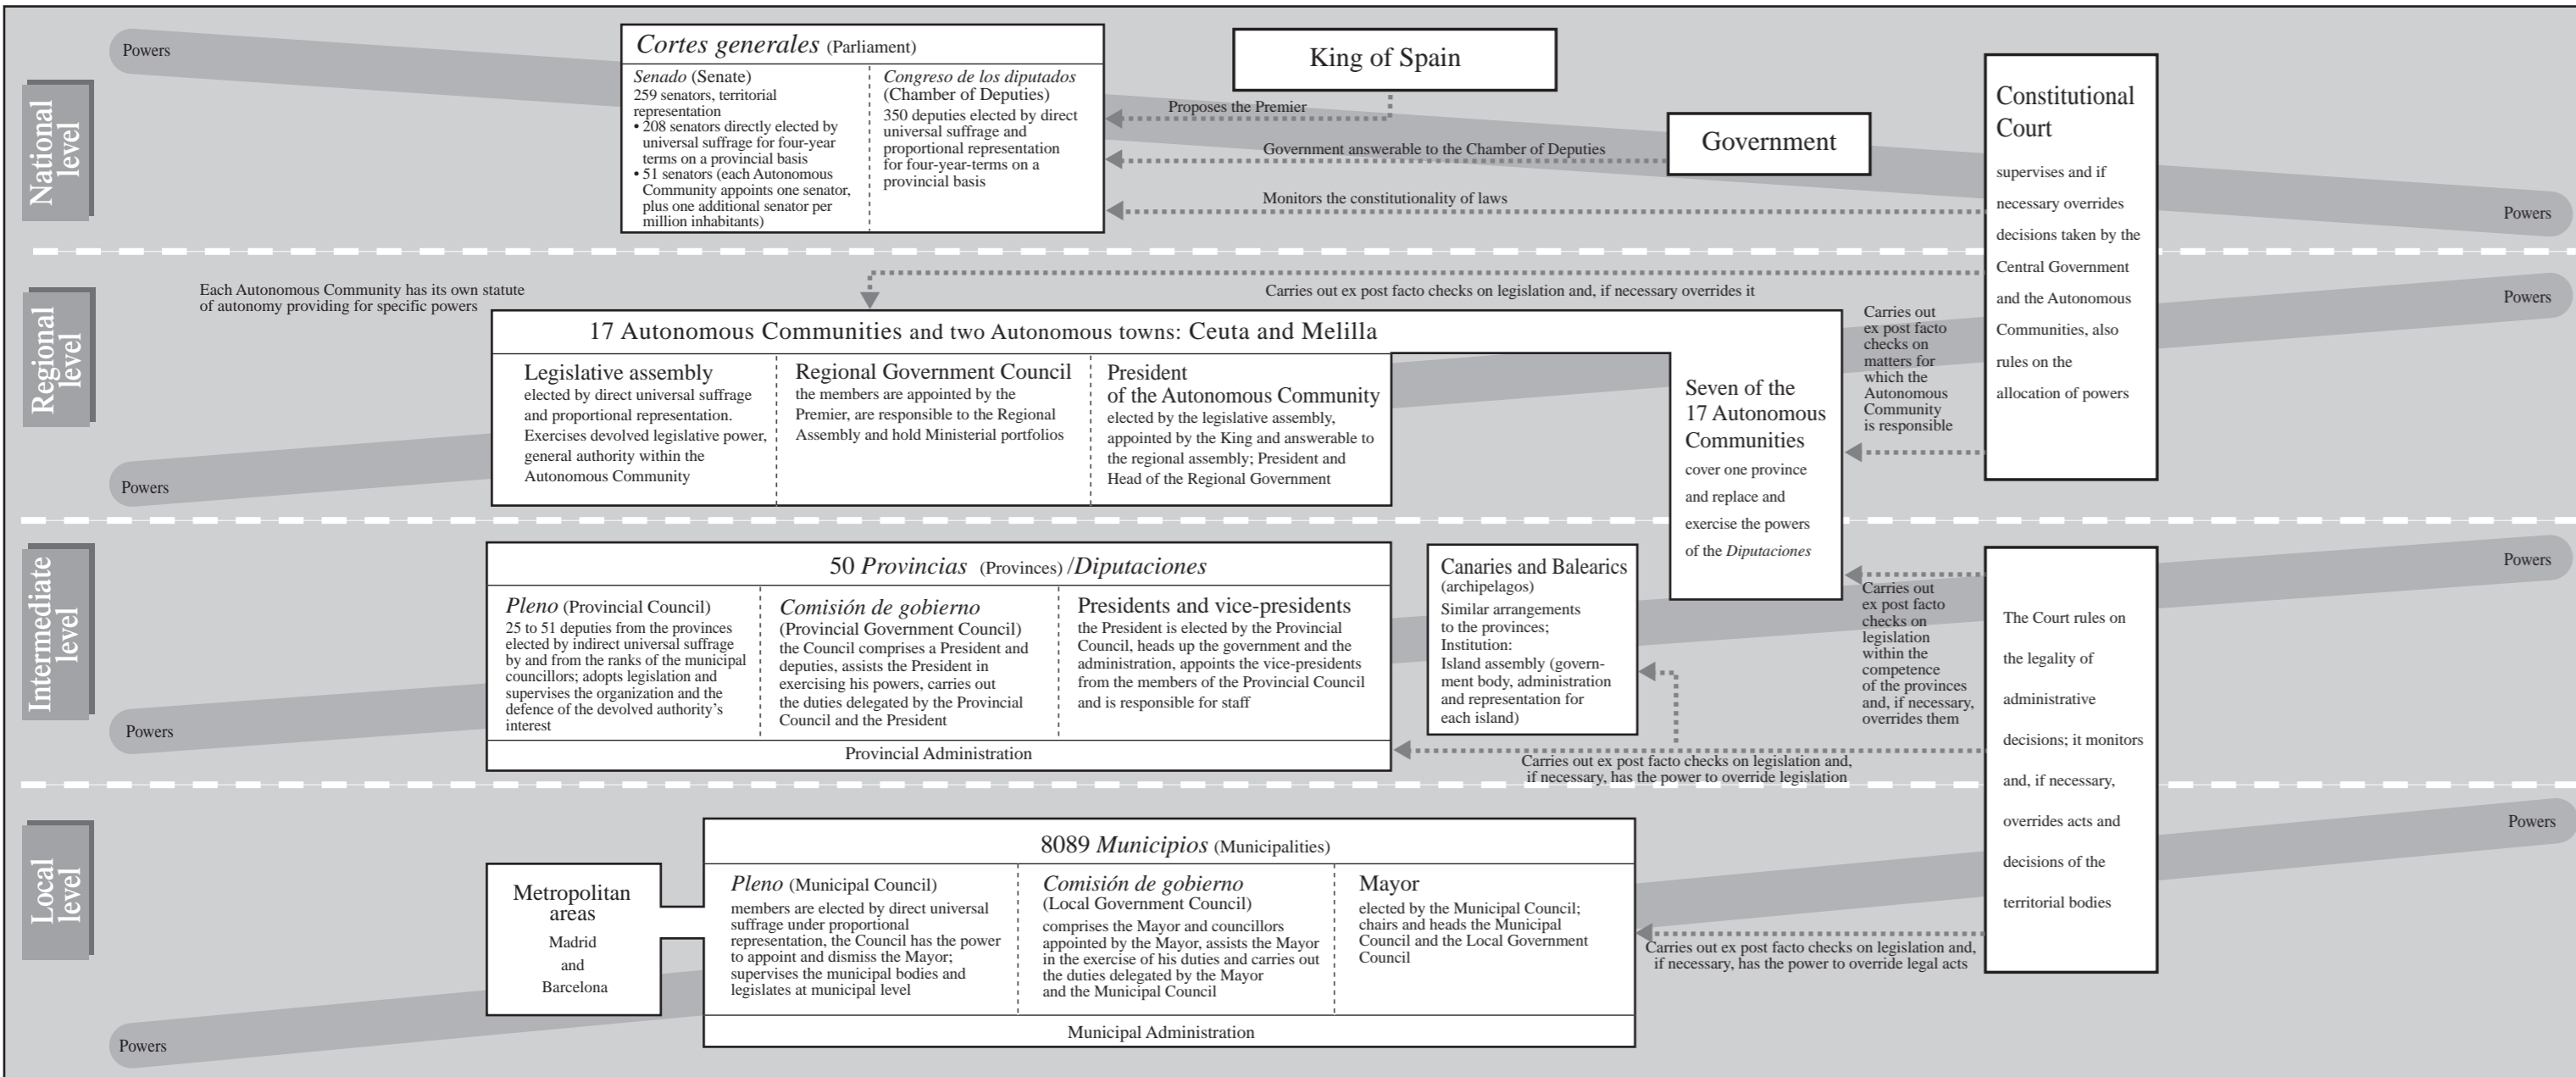 National
level
Powers
Cortes generales (Parliament)
Senado (Senate)
259 senators, territorial
representation
• 208 senators directly elected by
universal suffrage for four-year
terms on a provincial basis
• 51 senators (each Autonomous
Community appoints one senator,
plus one additional senator per
million inhabitants)
Congreso de los diputados
(Chamber of Deputies)
350 deputies elected by direct
universal suffrage and
proportional representation
for four-year-terms on a
provincial basis
King of Spain
Proposes the Premier
Government
Government answerable to the Chamber of Deputies
Monitors the constitutionality of laws
Constitutional
Court
supervises and if
necessary overrides
decisions taken by the
Central Government
and the Autonomous
Communities, also
rules on the
allocation of powers
Powers
Regional
level
Each Autonomous Community has its own statute
of autonomy providing for specific powers
Carries out ex post facto checks on legislation and, if necessary overrides it
Powers
17 Autonomous Communities and two Autonomous towns: Ceuta and Melilla
Legislative assembly
elected by direct universal suffrage
and proportional representation.
Exercises devolved legislative power,
general authority within the
Autonomous Community
Regional Government Council
the members are appointed by the
Premier, are responsible to the Regional
Assembly and hold Ministerial portfolios
President
of the Autonomous Community
elected by the legislative assembly,
appointed by the King and answerable to
the regional assembly; President and
Head of the Regional Government
Seven of the
17 Autonomous
Communities
cover one province
and replace and
exercise the powers
of the Diputaciones
Carries out
ex post facto
checks on
matters for
which the
Autonomous
Community
is responsible
Powers
Intermediate
level
50 Provincias (Provinces) /Diputaciones
Pleno (Provincial Council)
25 to 51 deputies from the provinces
elected by indirect universal suffrage
by and from the ranks of the municipal
councillors; adopts legislation and
supervises the organization and the
defence of the devolved authority's
interest
Comisión de gobierno
(Provincial Government Council)
the Council comprises a President and
deputies, assists the President in
exercising his powers, carries out
the duties delegated by the Provincial
Council and the President
Presidents and vice-presidents
the President is elected by the Provincial
Council, heads up the government and the
administration, appoints the vice-presidents
from the members of the Provincial Council
and is responsible for staff
Provincial Administration
Canaries and Balearics
(archipelagos)
Similar arrangements
to the provinces;
Institution:
Island assembly (govern-
ment body, administration
and representation for
each island)
Carries out
ex post facto
checks on
legislation
within the
competence
of the provinces
and, if necessary,
overrides them
Powers
Powers
Carries out ex post facto checks on legislation and,
if necessary, has the power to override legislation
The Court rules on
the legality of
administrative
decisions; it monitors
and, if necessary,
overrides acts and
decisions of the
territorial bodies
Local
level
Powers
Metropolitan
areas
Madrid
and
Barcelona
8089 Municipios (Municipalities)
Pleno (Municipal Council)
members are elected by direct universal
suffrage under proportional
representation, the Council has the power
to appoint and dismiss the Mayor;
supervises the municipal bodies and
legislates at municipal level
Comisión de gobierno
(Local Government Council)
comprises the Mayor and councillors
appointed by the Mayor, assists the Mayor
in the exercise of his duties and carries out
the duties delegated by the Mayor
and the Municipal Council
Mayor
elected by the Municipal Council;
chairs and heads the Municipal
Council and the Local Government
Council
Municipal Administration
Carries out ex post facto checks on legislation and,
if necessary, has the power to override legal acts
Powers